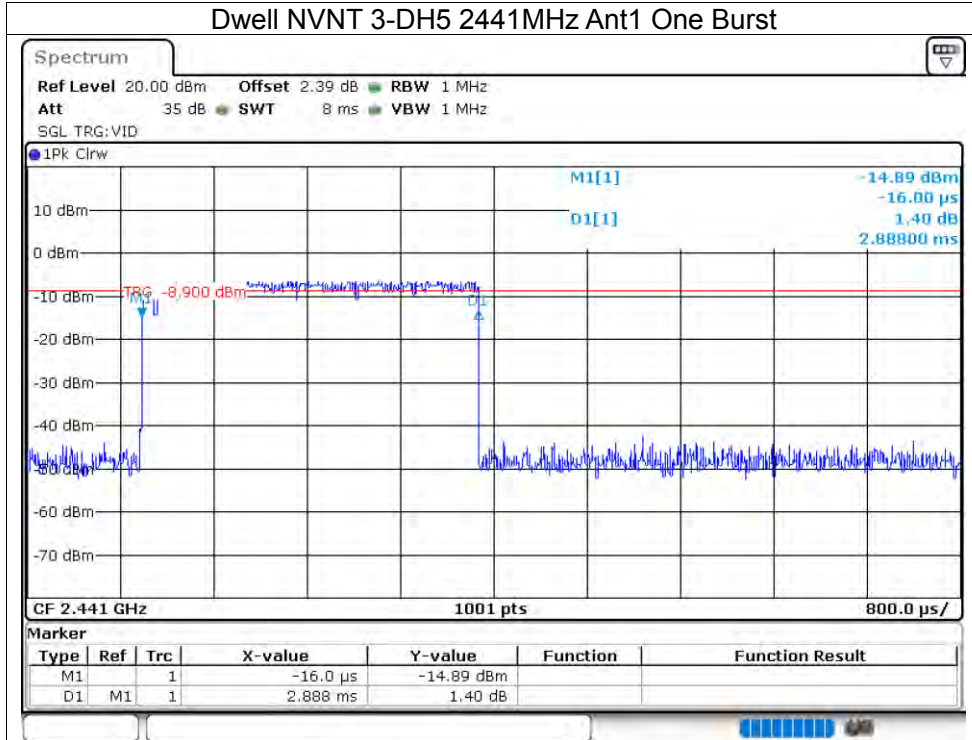 Dwell NVNT 3-DH5 2441MHz Ant1 One Burst
Spectrum
Ref Level 20.00 dBm Offset 2.39 dB RBW 1 MHz
Att 35 dB SWT 8 ms VBW 1 MHz
SGL TRG:VID
1Pk Clrw
M1[1] -14.89 dBm
-16.00 µs
D1[1] 1.40 dB
2.88800 ms
10 dBm
0 dBm
TRG -8.900 dBm
-10 dBm
M1
D1
-20 dBm
-30 dBm
-40 dBm
-50 dBm
-60 dBm
-70 dBm
CF 2.441 GHz 1001 pts 800.0 µs/
Marker
Type Ref Trc X-value Y-value Function Function Result
M1 1 -16.0 µs -14.89 dBm
D1 M1 1 2.888 ms 1.40 dB